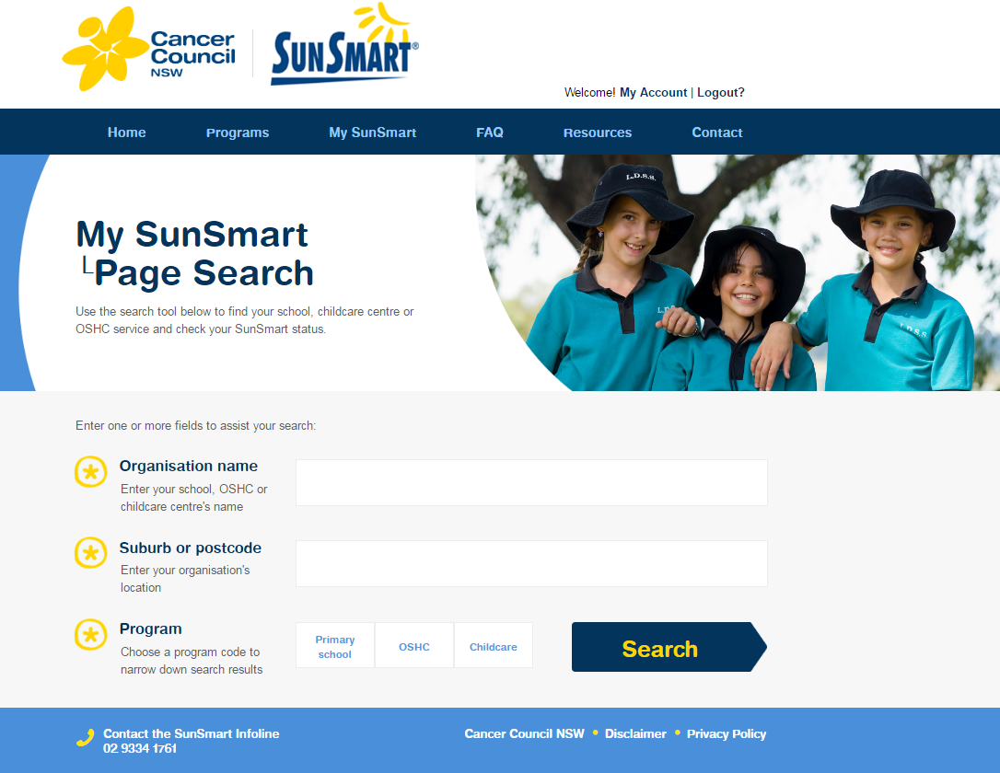 Cancer
Council
NSW
SUNSMART®
Welcome! My Account | Logout?
Home Programs My SunSmart FAQ Resources Contact
L.D.S.S.
My SunSmart
└Page Search
Use the search tool below to find your school, childcare centre or
OSHC service and check your SunSmart status.
L.D.S.S.
Enter one or more fields to assist your search:
Organisation name
Enter your school, OSHC or
childcare centre's name
Suburb or postcode
Enter your organisation's
location
Program
Choose a program code to
narrow down search results
Primary
school
OSHC
Childcare
Search
Contact the SunSmart Infoline
02 9334 1761
Cancer Council NSW • Disclaimer • Privacy Policy